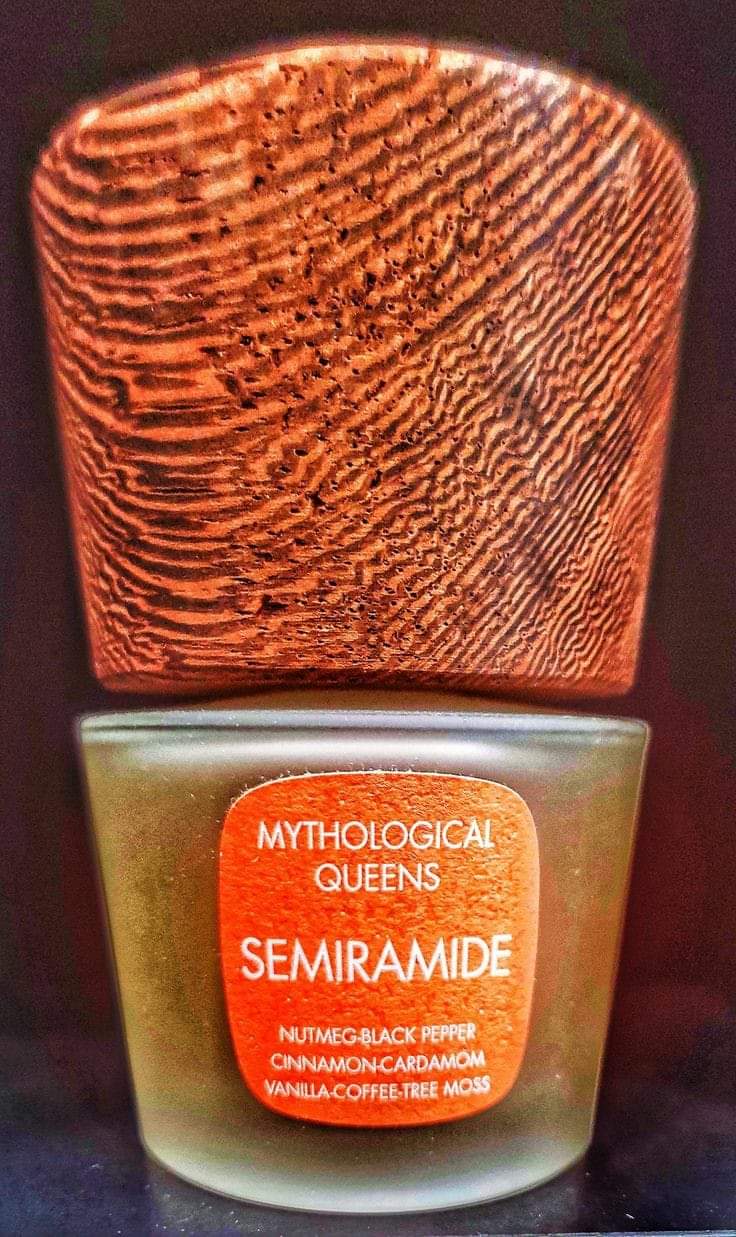 MYTHOLOGICAL
QUEENS
SEMIRAMIDE
NUTMEG-BLACK PEPPER
CINNAMON-CARDAMOM
VANILLA-COFFEE-TREE MOSS